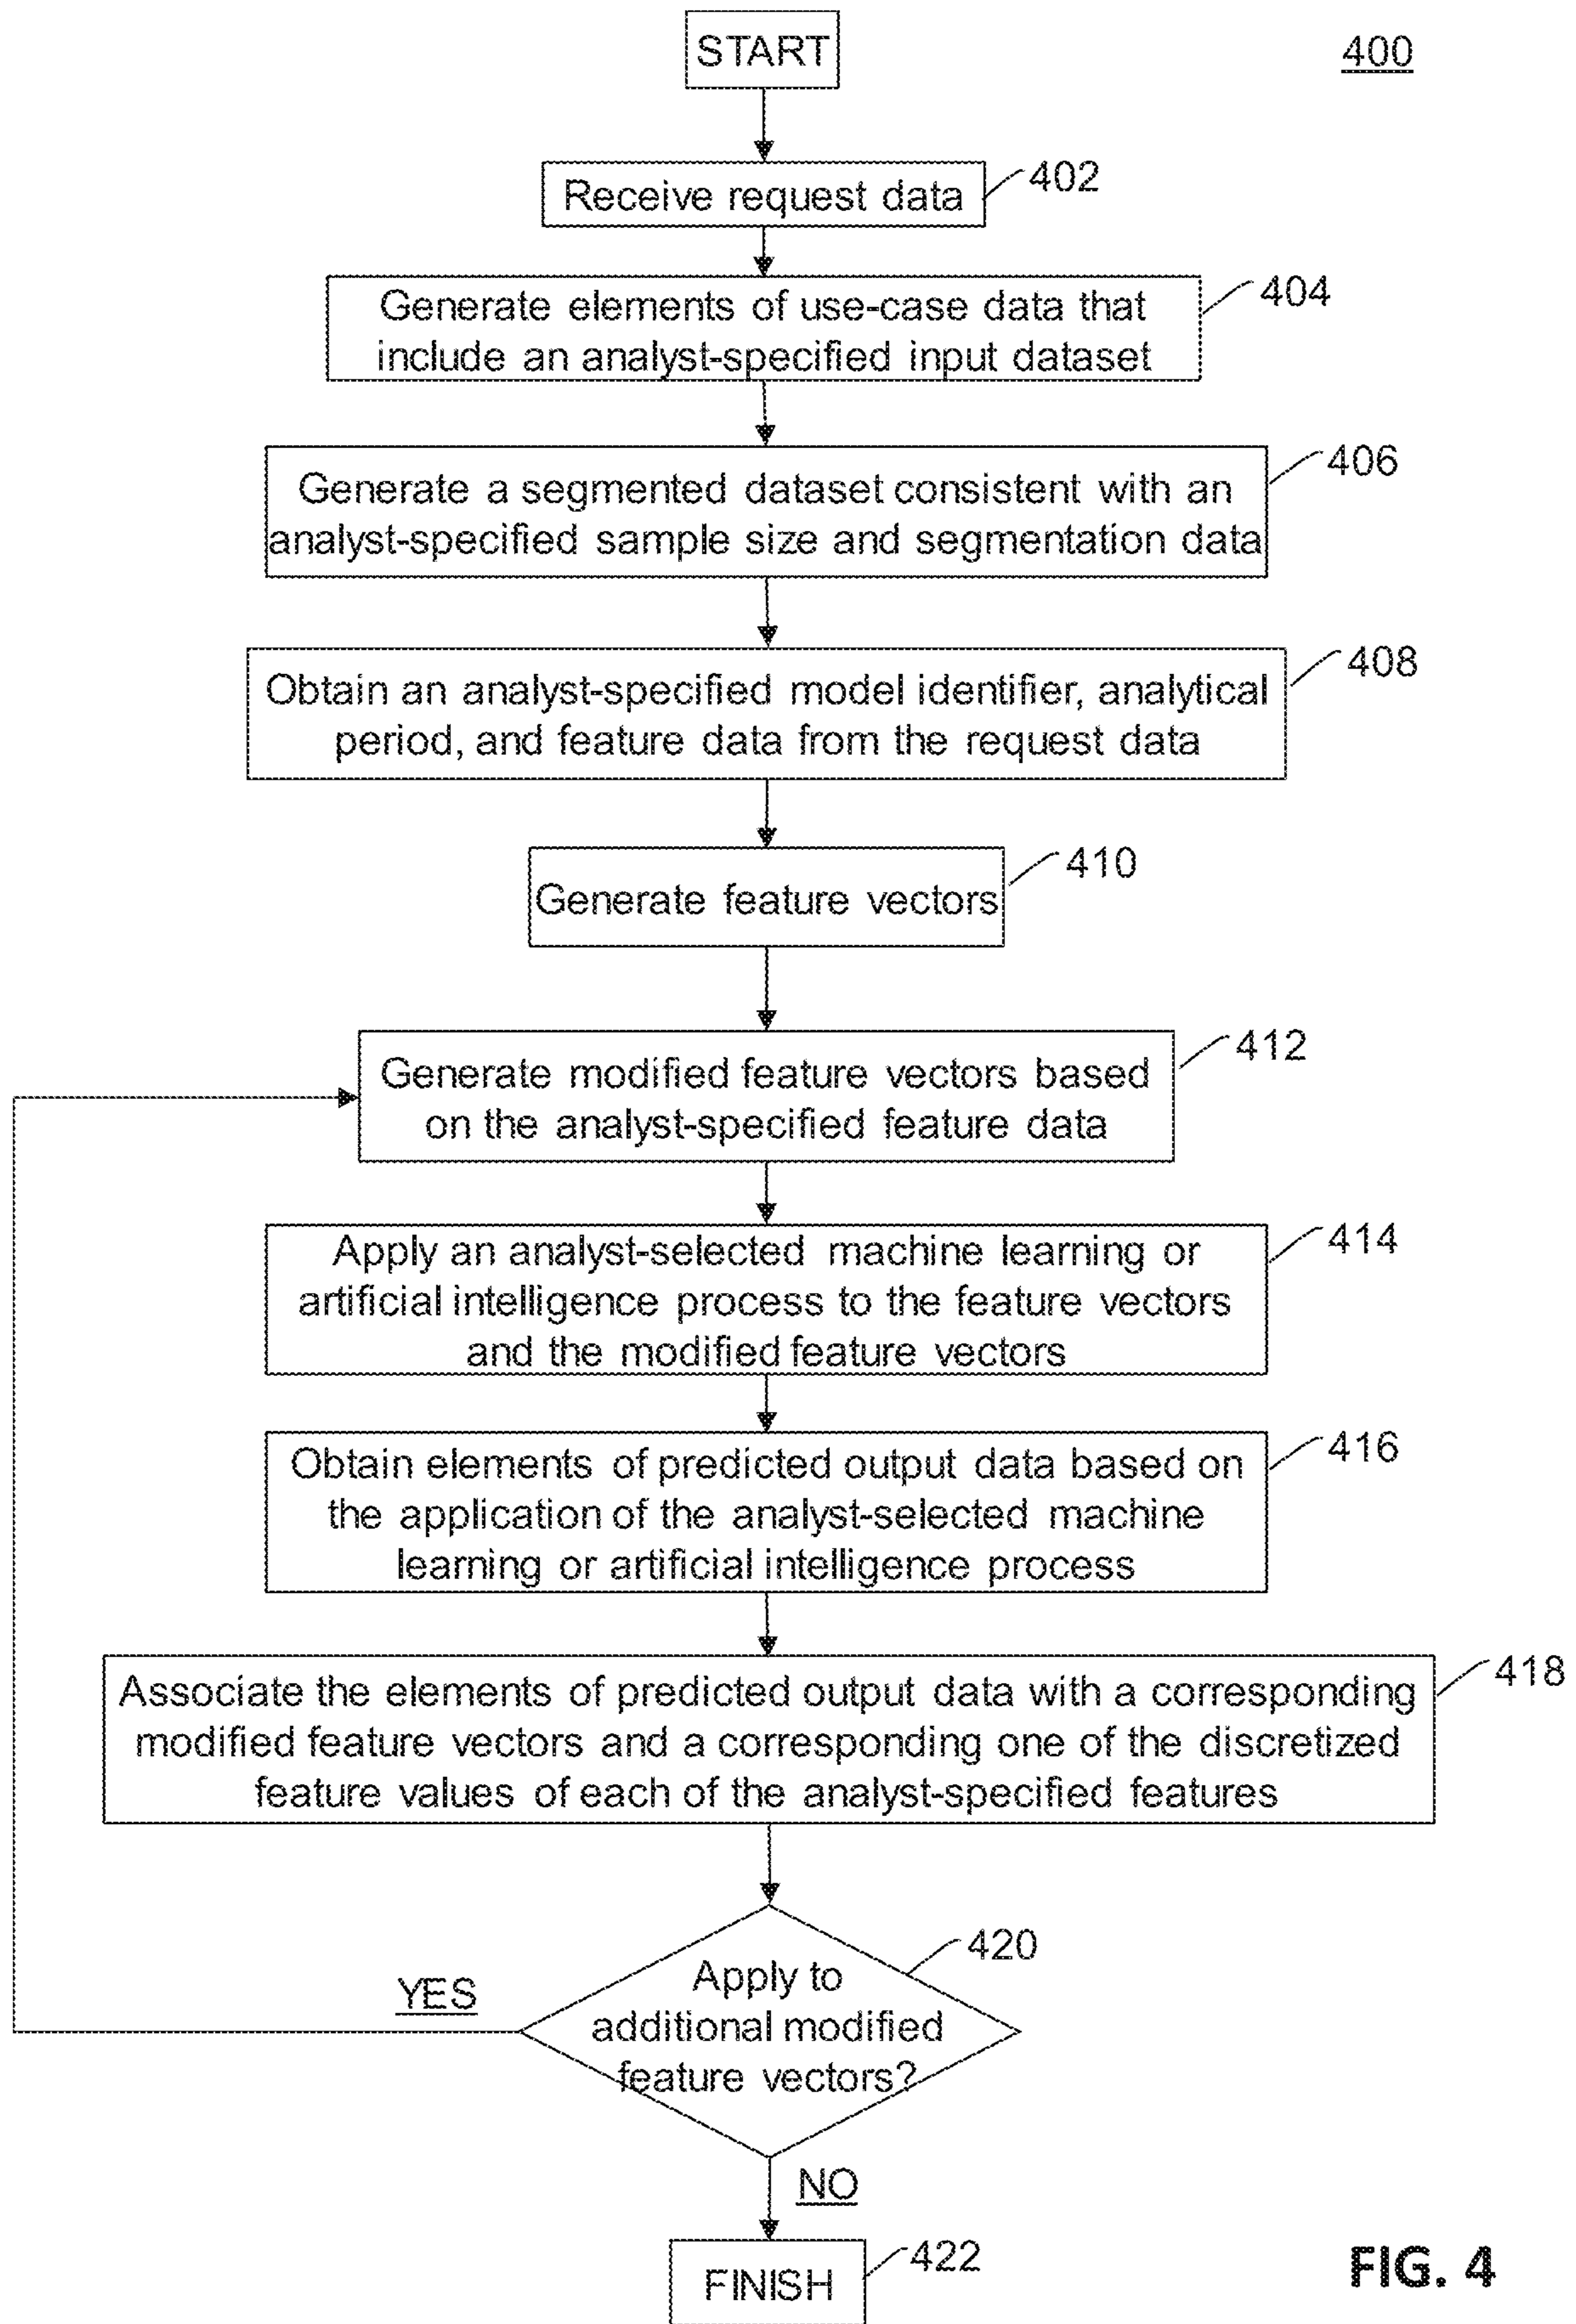 START
400
Receive request data
402
Generate elements of use-case data that
include an analyst-specified input dataset
404
Generate a segmented dataset consistent with an
analyst-specified sample size and segmentation data
406
Obtain an analyst-specified model identifier, analytical
period, and feature data from the request data
408
Generate feature vectors
410
Generate modified feature vectors based
on the analyst-specified feature data
412
Apply an analyst-selected machine learning or
artificial intelligence process to the feature vectors
and the modified feature vectors
414
Obtain elements of predicted output data based on
the application of the analyst-selected machine
learning or artificial intelligence process
416
Associate the elements of predicted output data with a corresponding
modified feature vectors and a corresponding one of the discretized
feature values of each of the analyst-specified features
418
Apply to
additional modified
feature vectors?
420
YES
NO
FINISH
422
FIG. 4